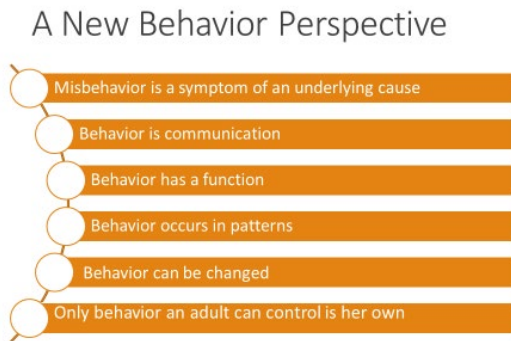 A New Behavior Perspective
Misbehavior is a symptom of an underlying cause
Behavior is communication
Behavior has a function
Behavior occurs in patterns
Behavior can be changed
Only behavior an adult can control is her own